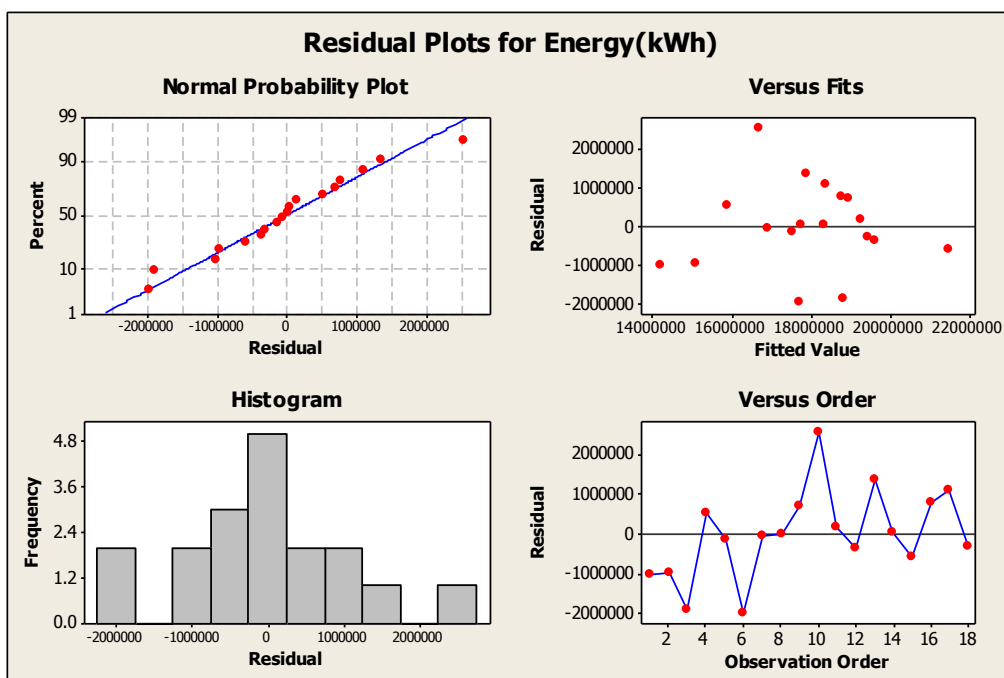 Residual Plots for Energy(kWh)
Normal Probability Plot
99
90
50
10
1
Percent
-2000000 -1000000 0 1000000 2000000
Residual
Versus Fits
2000000
1000000
0
-1000000
-2000000
Residual
14000000 16000000 18000000 20000000 22000000
Fitted Value
Histogram
4.8
3.6
2.4
1.2
0.0
Frequency
-2000000 -1000000 0 1000000 2000000
Residual
Versus Order
2000000
1000000
0
-1000000
-2000000
Residual
2 4 6 8 10 12 14 16 18
Observation Order